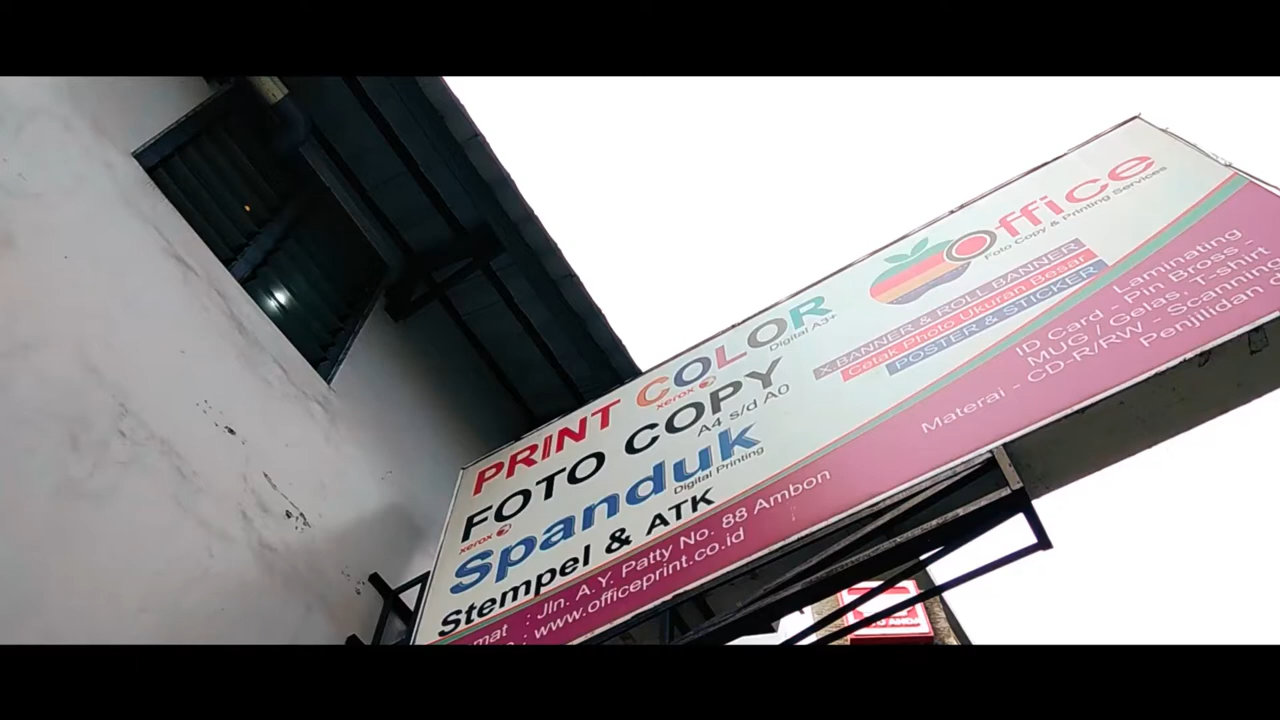 PRINT COLOR
xerox
Digital A3+
FOTO COPY
xerox
A4 s/d A0
Spanduk
Digital Printing
Stempel & ATK
: Jln. A.Y. Patty No. 88 Ambon
: www.officeprint.co.id
Office
Foto Copy & Printing Services
X.BANNER & ROLL BANNER
Cetak Photo Ukuran Besar
POSTER & STICKER
Laminating
ID Card - Pin Bross -
MUG / Gelas, T-shirt
Materai - CD-R/RW - Scanning
Penjilidan